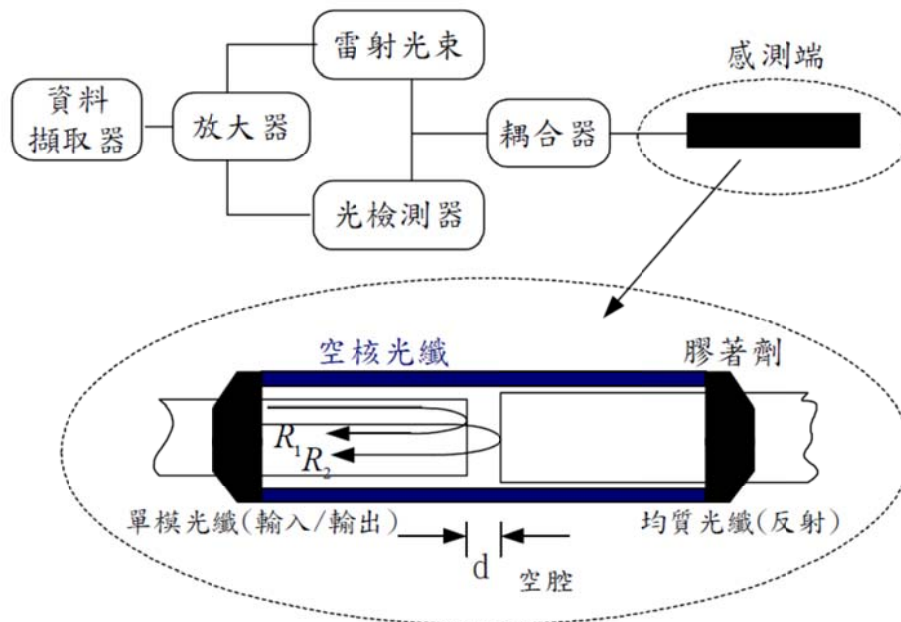 雷射光束
感測端
資料
擷取器
放大器
耦合器
光檢測器
空核光纖
膠著劑
R₁
R₂
單模光纖(輸入/輸出)
均質光纖(反射)
d
空腔